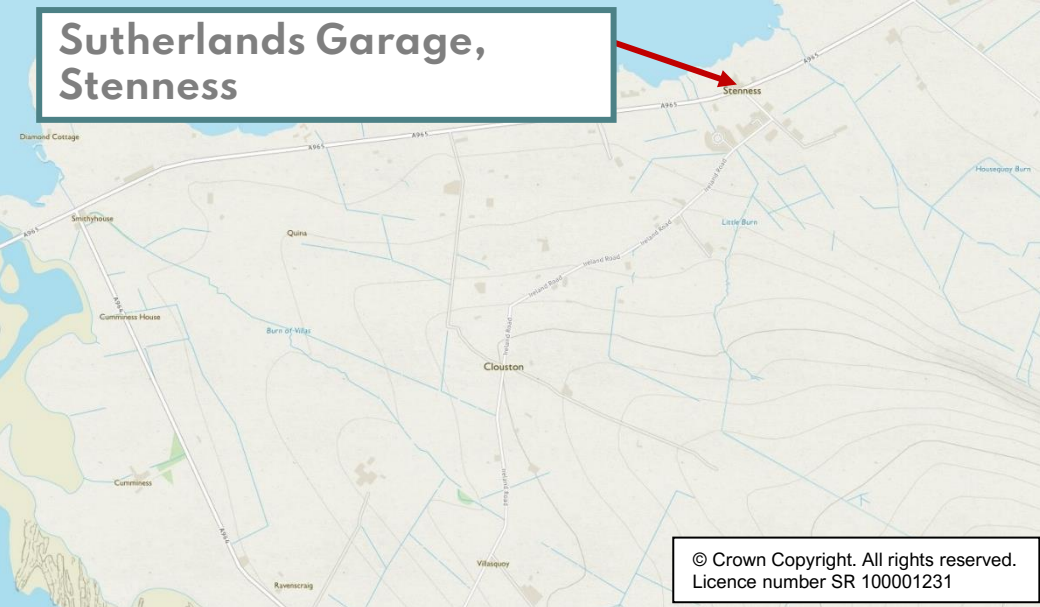 Sutherlands Garage,
Stenness
A965
Stenness
A965
A965
A965
Diamond Cottage
Ireland Road
Housequoy Burn
Smithyhouse
Little Burn
A965
Quina
Ireland Road
Ireland Road
Ireland Road
A964
Cumminess House
Burn of Villas
Ireland Road
Clouston
Cumminess
Ireland Road
A964
Villasquoy
Ravenscraig
© Crown Copyright. All rights reserved.
Licence number SR 100001231